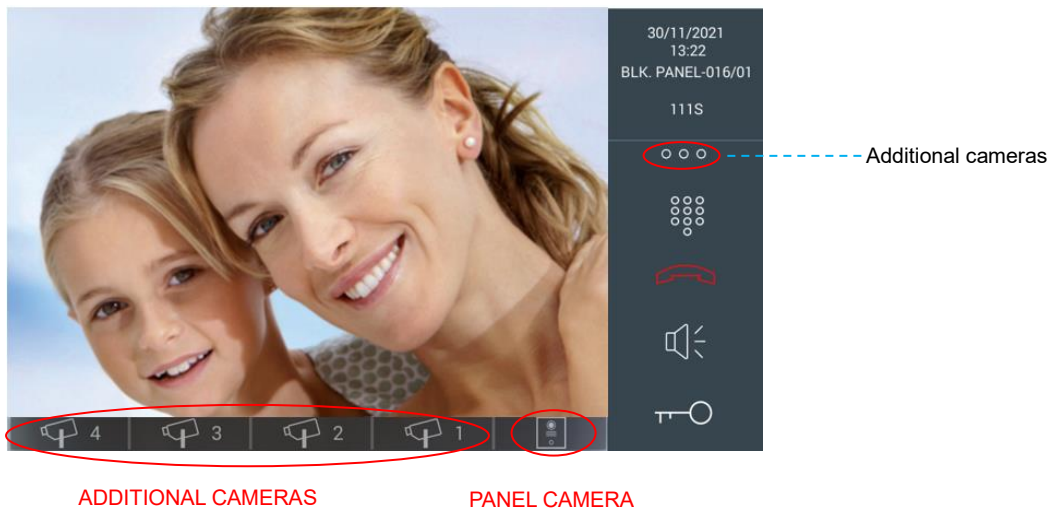 30/11/2021
13:22
BLK. PANEL-016/01
111S
Additional cameras
4 3 2 1
ADDITIONAL CAMERAS PANEL CAMERA